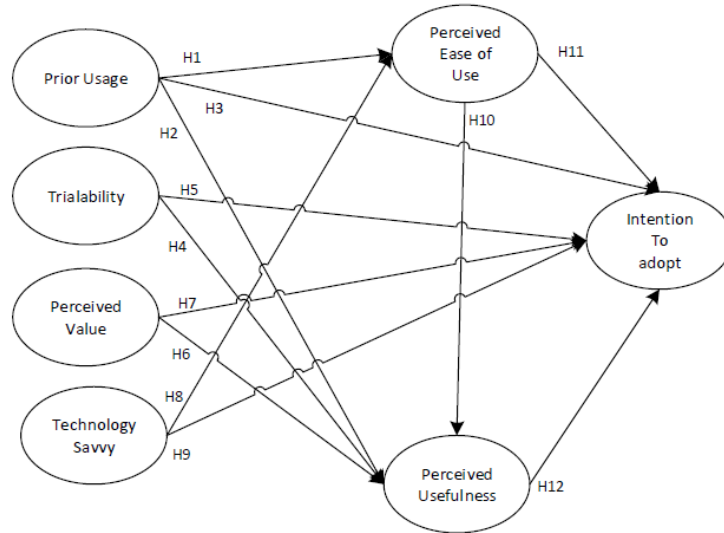 Prior Usage
Trialability
Perceived
Value
Technology
Savvy
H1
H3
H2
H5
H4
H7
H6
H8
H9
Perceived
Ease of
Use
H11
H10
Intention
To
adopt
Perceived
Usefulness
H12